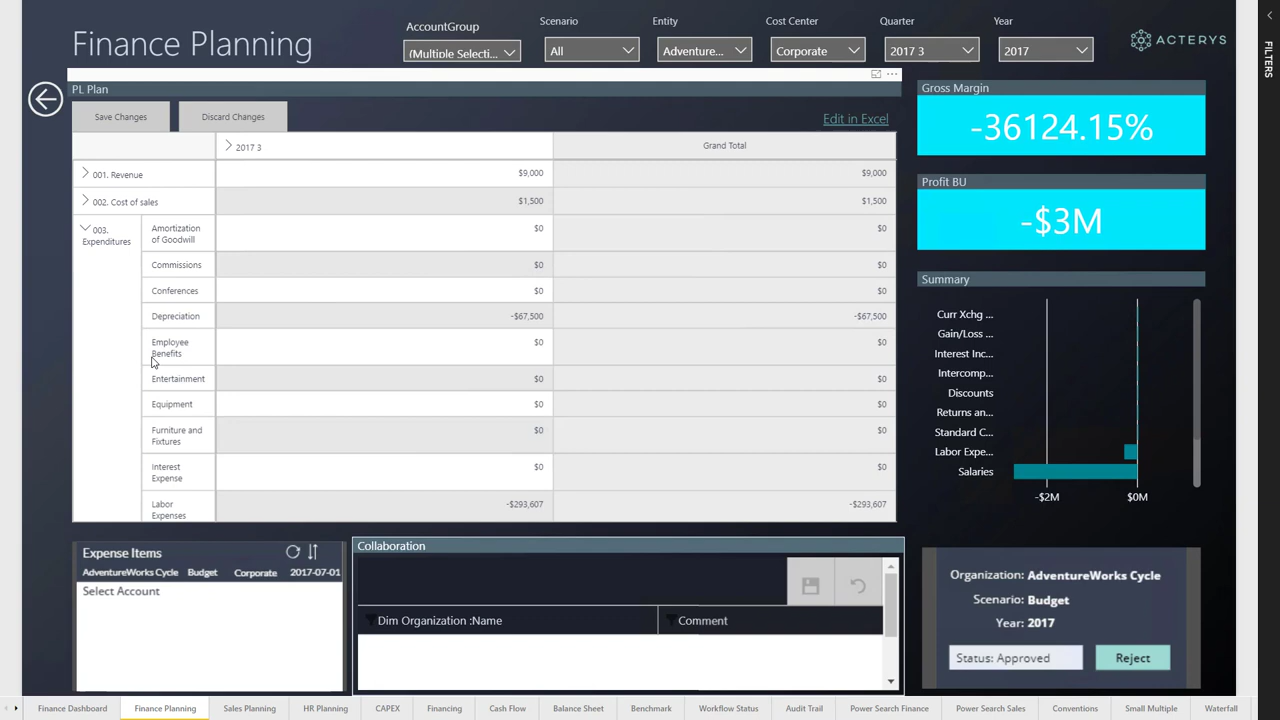 Finance Planning
AccountGroup
(Multiple Selecti...
Scenario
All
Entity
Adventure...
Cost Center
Corporate
Quarter
2017 3
Year
2017
ACTERYS
FILTERS
PL Plan
Save Changes
Discard Changes
Edit in Excel
2017 3
Grand Total
001. Revenue $9,000 $9,000
002. Cost of sales $1,500 $1,500
003.
Expenditures
Amortization
of Goodwill
$0 $0
Commissions $0 $0
Conferences $0 $0
Depreciation -$67,500 -$67,500
Employee
Benefits
$0 $0
Entertainment $0 $0
Equipment $0 $0
Furniture and
Fixtures
$0 $0
Interest
Expense
$0 $0
Labor
Expenses
-$293,607 -$293,607
Gross Margin
-36124.15%
Profit BU
-$3M
Summary
Curr Xchg ...
Gain/Loss ...
Interest Inc...
Intercomp...
Discounts
Returns an...
Standard C...
Labor Expe...
Salaries
-$2M $0M
Expense Items
AdventureWorks Cycle Budget Corporate 2017-07-01
Select Account
Collaboration
Dim Organization :Name Comment
Organization: AdventureWorks Cycle
Scenario: Budget
Year: 2017
Status: Approved
Reject
Finance Dashboard Finance Planning Sales Planning HR Planning CAPEX Financing Cash Flow Balance Sheet Benchmark Workflow Status Audit Trail Power Search Finance Power Search Sales Conventions Small Multiple Waterfall